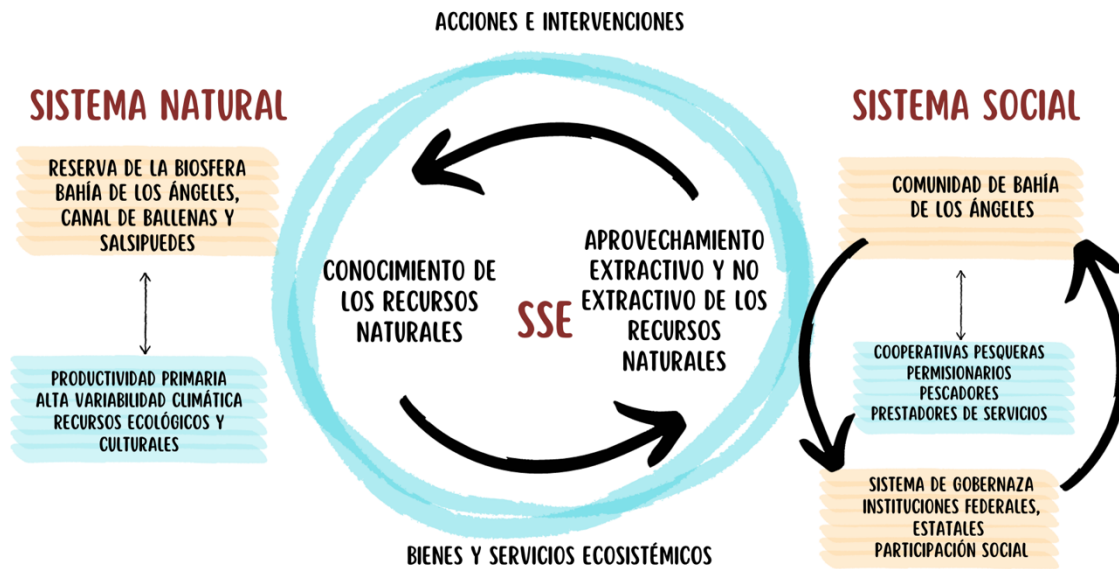 ACCIONES E INTERVENCIONES
SISTEMA NATURAL
RESERVA DE LA BIOSFERA
BAHÍA DE LOS ÁNGELES,
CANAL DE BALLENAS Y
SALSIPUEDES
PRODUCTIVIDAD PRIMARIA
ALTA VARIABILIDAD CLIMÁTICA
RECURSOS ECOLÓGICOS Y
CULTURALES
CONOCIMIENTO DE
LOS RECURSOS
NATURALES
SSE
APROVECHAMIENTO
EXTRACTIVO Y NO
EXTRACTIVO DE LOS
RECURSOS
NATURALES
BIENES Y SERVICIOS ECOSISTÉMICOS
SISTEMA SOCIAL
COMUNIDAD DE BAHÍA
DE LOS ÁNGELES
COOPERATIVAS PESQUERAS
PERMISIONARIOS
PESCADORES
PRESTADORES DE SERVICIOS
SISTEMA DE GOBERNAZA
INSTITUCIONES FEDERALES,
ESTATALES
PARTICIPACIÓN SOCIAL